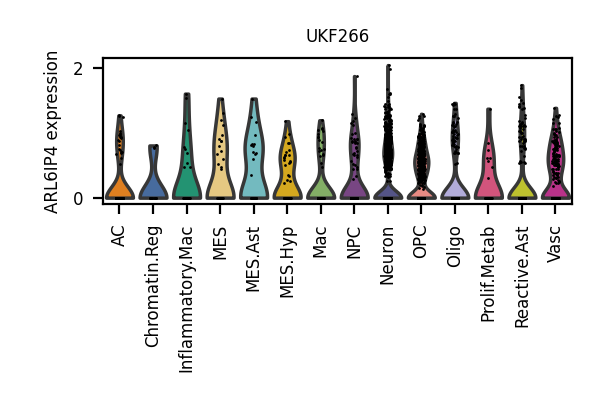 UKF266
ARL6IP4 expression
2
0
AC
Chromatin.Reg
Inflammatory.Mac
MES
MES.Ast
MES.Hyp
Mac
NPC
Neuron
OPC
Oligo
Prolif.Metab
Reactive.Ast
Vasc